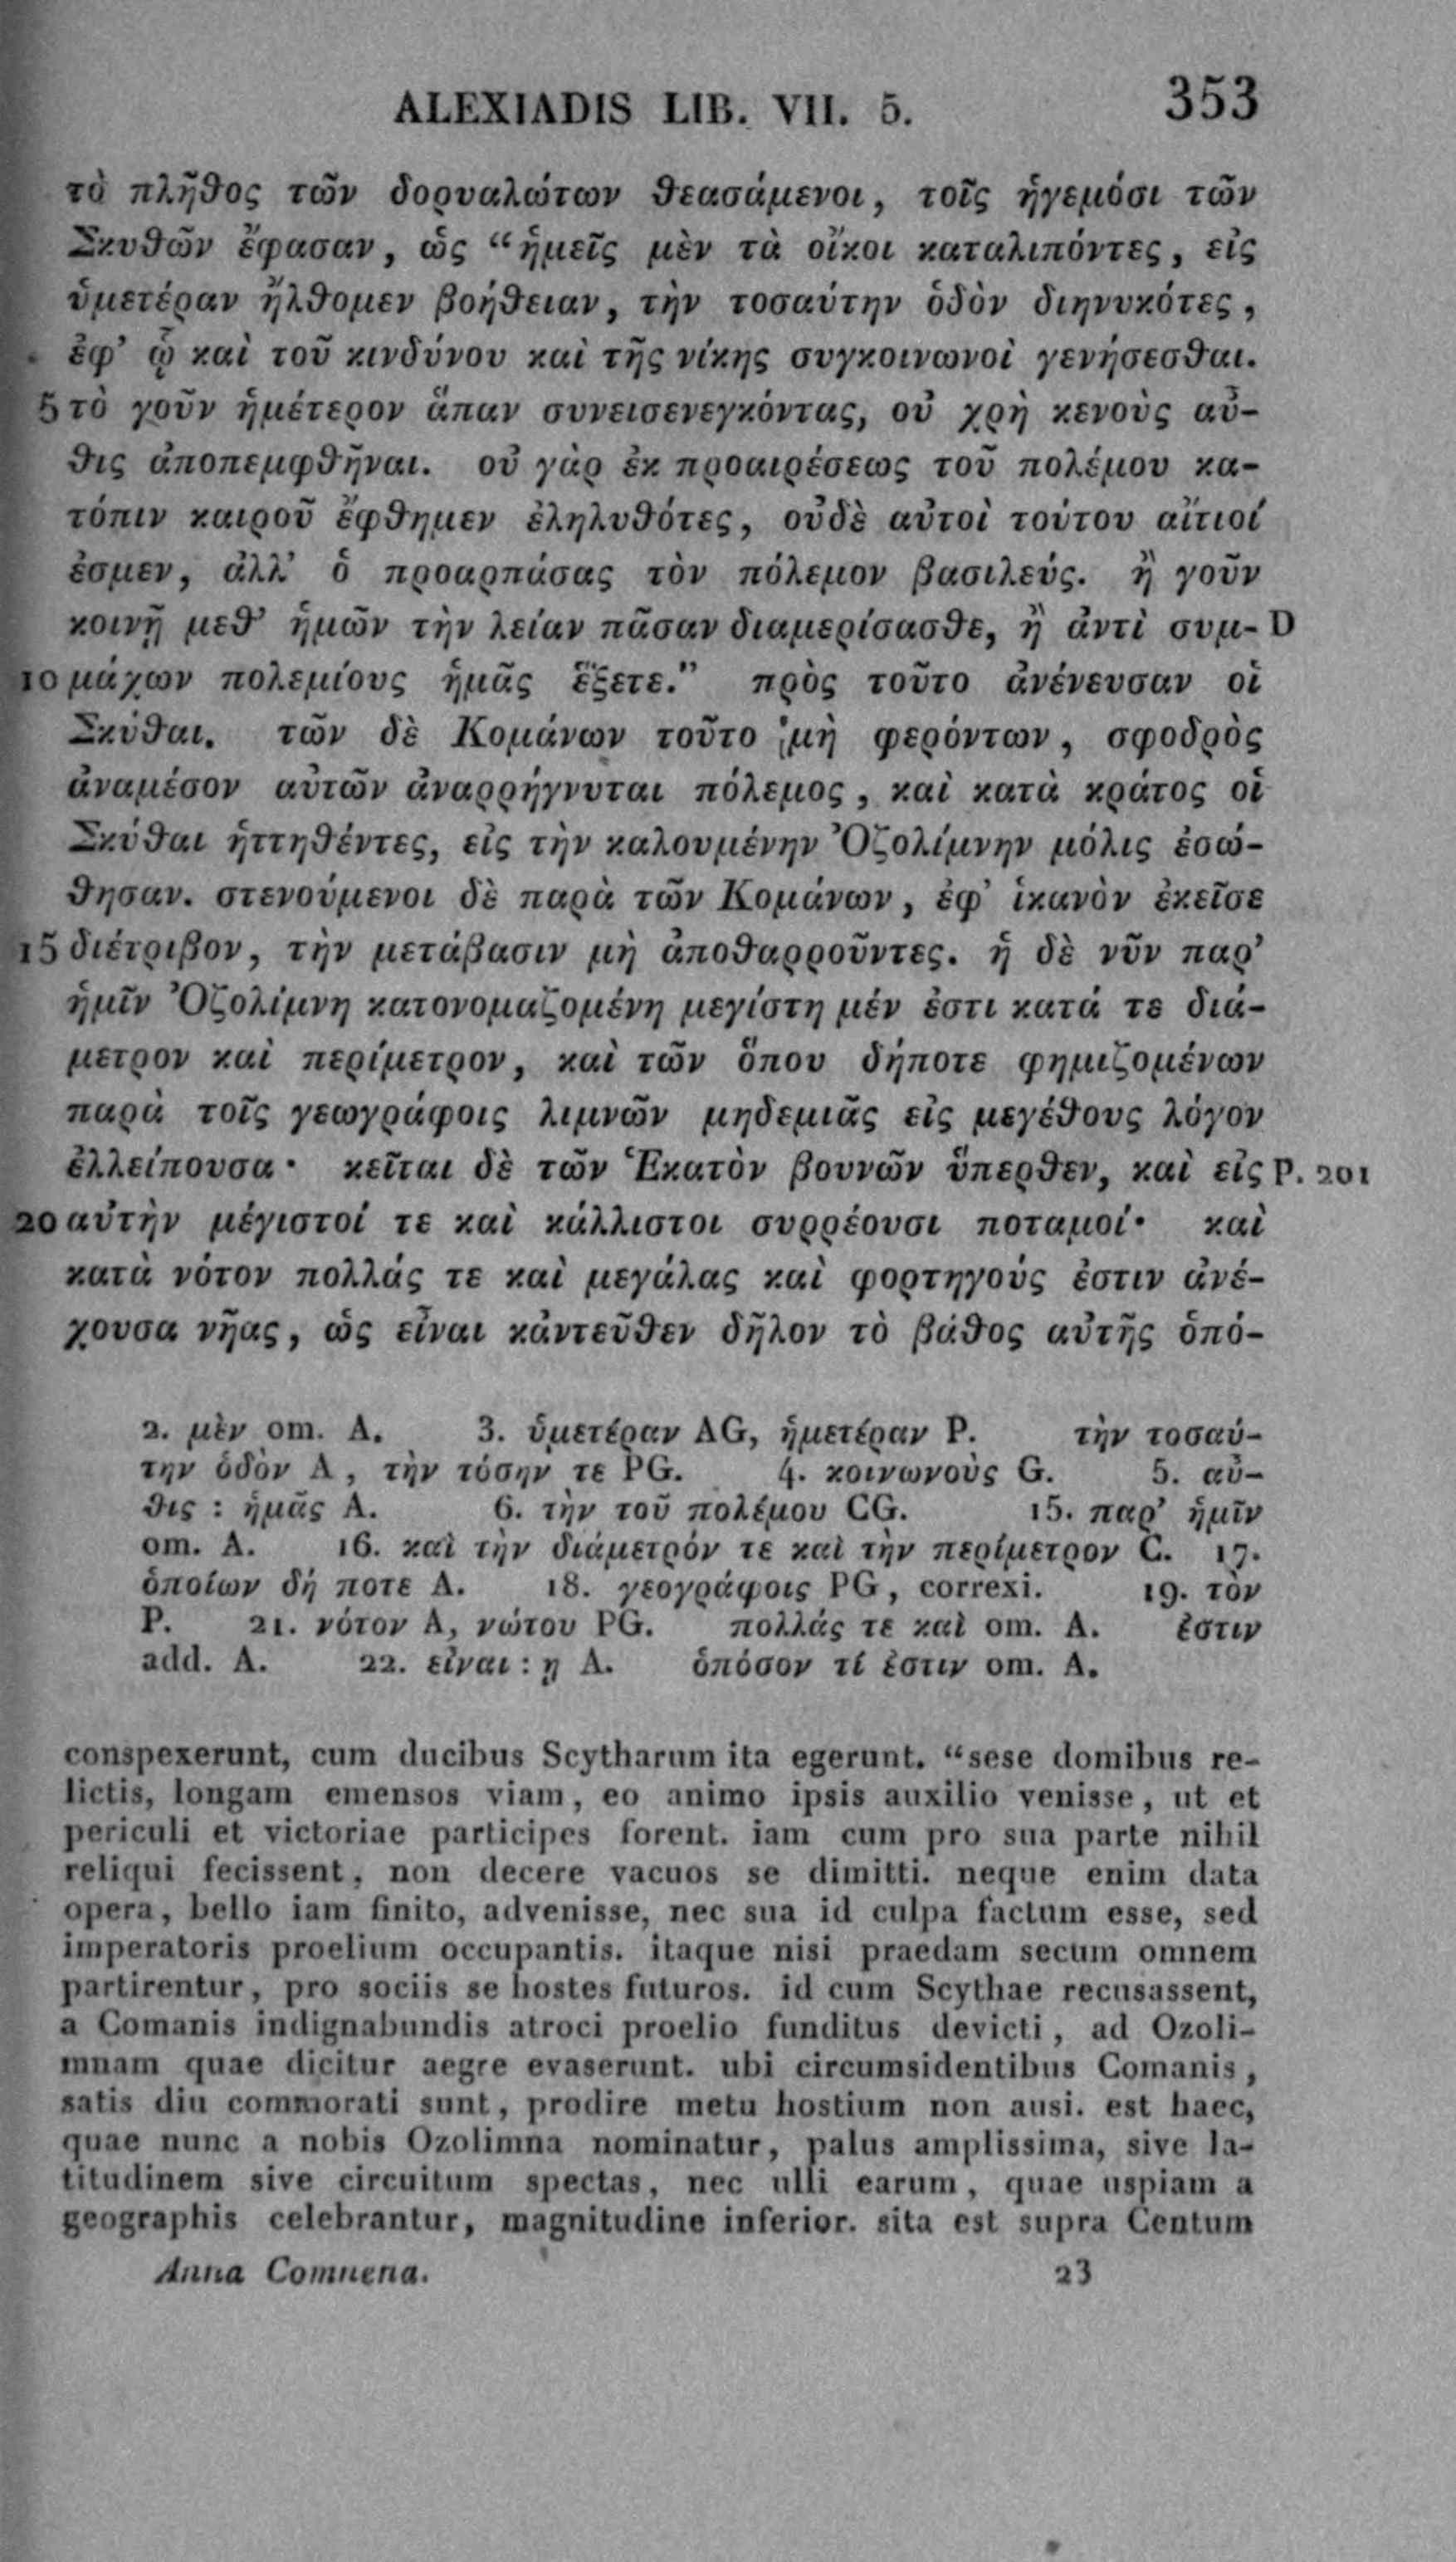 ALEXIADIS LIB. VII. 5. 353
τὸ πλῆθος τῶν δορυαλώτων θεασάμενοι, τοῖς ἡγεμόσι τῶν
Σκυθῶν ἔφασαν, ὡς “ἡμεῖς μὲν τὰ οἴκοι καταλιπόντες, εἰς
ὑμετέραν ἤλθομεν βοήθειαν, τὴν τοσαύτην ὁδὸν διηνυκότες,
ἐφ’ ᾧ καὶ τοῦ κινδύνου καὶ τῆς νίκης συγκοινωνοὶ γενήσεσθαι.
5 τὸ γοῦν ἡμέτερον ἅπαν συνεισενεγκόντας, οὐ χρὴ κενοὺς αὖ-
θις ἀποπεμφθῆναι. οὐ γὰρ ἐκ προαιρέσεως τοῦ πολέμου κα-
τόπιν καιροῦ ἔφθημεν ἐληλυθότες, οὐδὲ αὐτοὶ τούτου αἴτιοί
ἐσμεν, ἀλλ’ ὁ προαρπάσας τὸν πόλεμον βασιλεύς. ἢ γοῦν
κοινῇ μεθ’ ἡμῶν τὴν λείαν πᾶσαν διαμερίσασθε, ἢ ἀντὶ συμ- D
10 μάχων πολεμίους ἡμᾶς ἕξετε.” πρὸς τοῦτο ἀνένευσαν οἱ
Σκύθαι. τῶν δὲ Κομάνων τοῦτο μὴ φερόντων, σφοδρὸς
ἀναμέσον αὐτῶν ἀναρρήγνυται πόλεμος, καὶ κατὰ κράτος οἱ
Σκύθαι ἡττηθέντες, εἰς τὴν καλουμένην Ὀζολίμνην μόλις ἐσώ-
θησαν. στενούμενοι δὲ παρὰ τῶν Κομάνων, ἐφ’ ἱκανὸν ἐκεῖσε
15 διέτριβον, τὴν μετάβασιν μὴ ἀποθαρροῦντες. ἡ δὲ νῦν παρ’
ἡμῖν Ὀζολίμνη κατονομαζομένη μεγίστη μέν ἐστι κατά τε διά-
μετρον καὶ περίμετρον, καὶ τῶν ὅπου δήποτε φημιζομένων
παρὰ τοῖς γεωγράφοις λιμνῶν μηδεμιᾶς εἰς μεγέθους λόγον
ἐλλείπουσα· κεῖται δὲ τῶν Ἑκατὸν βουνῶν ὕπερθεν, καὶ εἰς P. 201
20 αὐτὴν μέγιστοί τε καὶ κάλλιστοι συρρέουσι ποταμοί· καὶ
κατὰ νότον πολλάς τε καὶ μεγάλας καὶ φορτηγούς ἐστιν ἀνέ-
χουσα νῆας, ὡς εἶναι κἀντεῦθεν δῆλον τὸ βάθος αὐτῆς ὁπό-
2. μὲν om. A. 3. ὑμετέραν AG, ἡμετέραν P. τὴν τοσαύ-
την ὁδὸν A, τὴν τόσην τε PG. 4. κοινωνοὺς G. 5. αὖ-
θις : ἡμᾶς A. 6. τὴν τοῦ πολέμου CG. 15. παρ’ ἡμῖν
om. A. 16. καὶ τὴν διάμετρόν τε καὶ τὴν περίμετρον C. 17.
ὁποίων δή ποτε A. 18. γεογράφοις PG, correxi. 19. τὸν
P. 21. νότον A, νώτου PG. πολλάς τε καὶ om. A. ἐστιν
add. A. 22. εἶναι : ῃ A. ὁπόσον τί ἐστιν om. A.
conspexerunt, cum ducibus Scytharum ita egerunt. “sese domibus re-
lictis, longam emensos viam, eo animo ipsis auxilio venisse, ut et
periculi et victoriae participes forent. iam cum pro sua parte nihil
reliqui fecissent, non decere vacuos se dimitti. neque enim data
opera, bello iam finito, advenisse, nec sua id culpa factum esse, sed
imperatoris proelium occupantis. itaque nisi praedam secum omnem
partirentur, pro sociis se hostes futuros. id cum Scythae recusassent,
a Comanis indignabundis atroci proelio funditus devicti, ad Ozoli-
mnam quae dicitur aegre evaserunt. ubi circumsidentibus Comanis,
satis diu commorati sunt, prodire metu hostium non ausi. est haec,
quae nunc a nobis Ozolimna nominatur, palus amplissima, sive la-
titudinem sive circuitum spectas, nec ulli earum, quae uspiam a
geographis celebrantur, magnitudine inferior. sita est supra Centum
Anna Comnena. 23